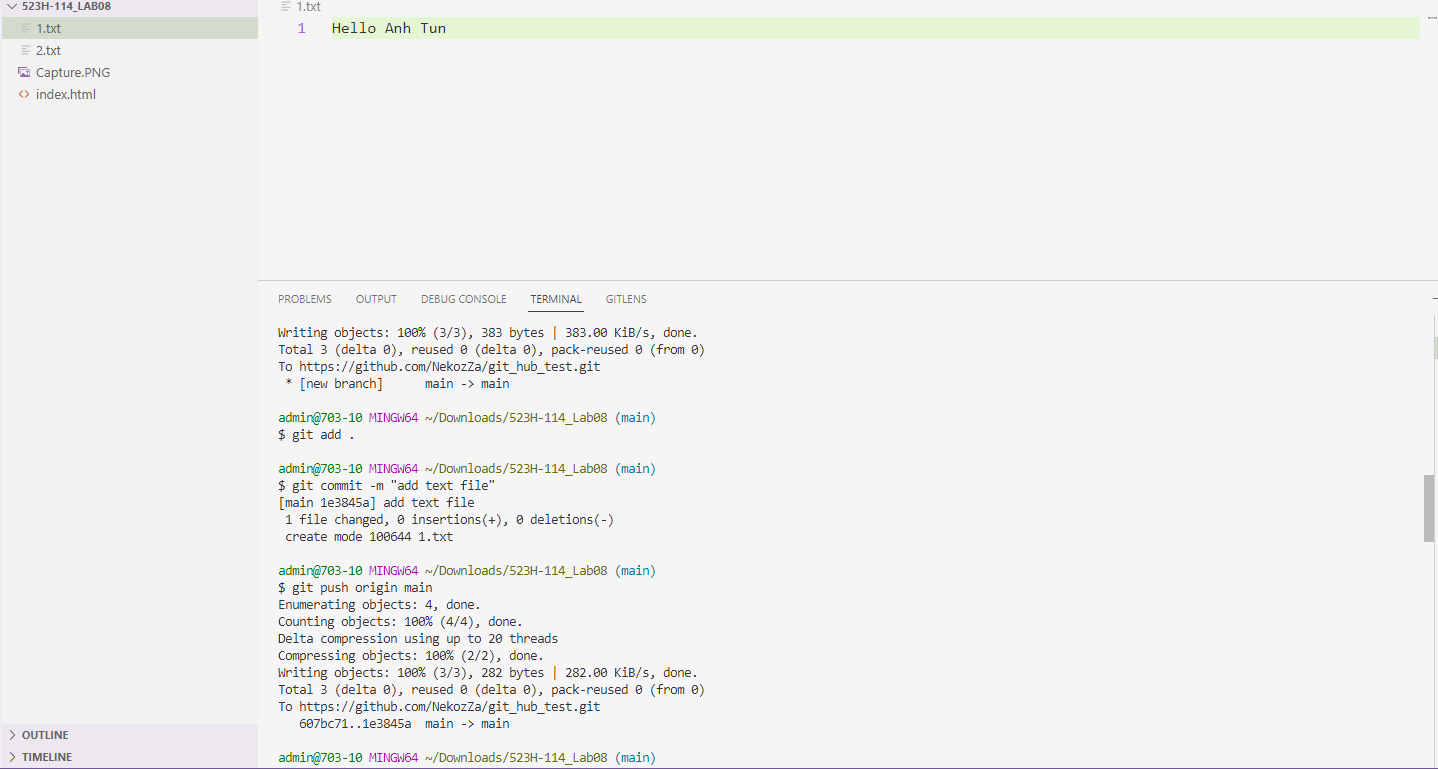 523H-114_LAB08
1.txt
2.txt
Capture.PNG
index.html
OUTLINE
TIMELINE
1.txt
1 Hello Anh Tun
PROBLEMS OUTPUT DEBUG CONSOLE TERMINAL GITLENS
Writing objects: 100% (3/3), 383 bytes | 383.00 KiB/s, done.
Total 3 (delta 0), reused 0 (delta 0), pack-reused 0 (from 0)
To https://github.com/NekozZa/git_hub_test.git
 * [new branch]      main -> main
admin@703-10 MINGW64 ~/Downloads/523H-114_Lab08 (main)
$ git add .
admin@703-10 MINGW64 ~/Downloads/523H-114_Lab08 (main)
$ git commit -m "add text file"
[main 1e3845a] add text file
 1 file changed, 0 insertions(+), 0 deletions(-)
 create mode 100644 1.txt
admin@703-10 MINGW64 ~/Downloads/523H-114_Lab08 (main)
$ git push origin main
Enumerating objects: 4, done.
Counting objects: 100% (4/4), done.
Delta compression using up to 20 threads
Compressing objects: 100% (2/2), done.
Writing objects: 100% (3/3), 282 bytes | 282.00 KiB/s, done.
Total 3 (delta 0), reused 0 (delta 0), pack-reused 0 (from 0)
To https://github.com/NekozZa/git_hub_test.git
   607bc71..1e3845a  main -> main
admin@703-10 MINGW64 ~/Downloads/523H-114_Lab08 (main)